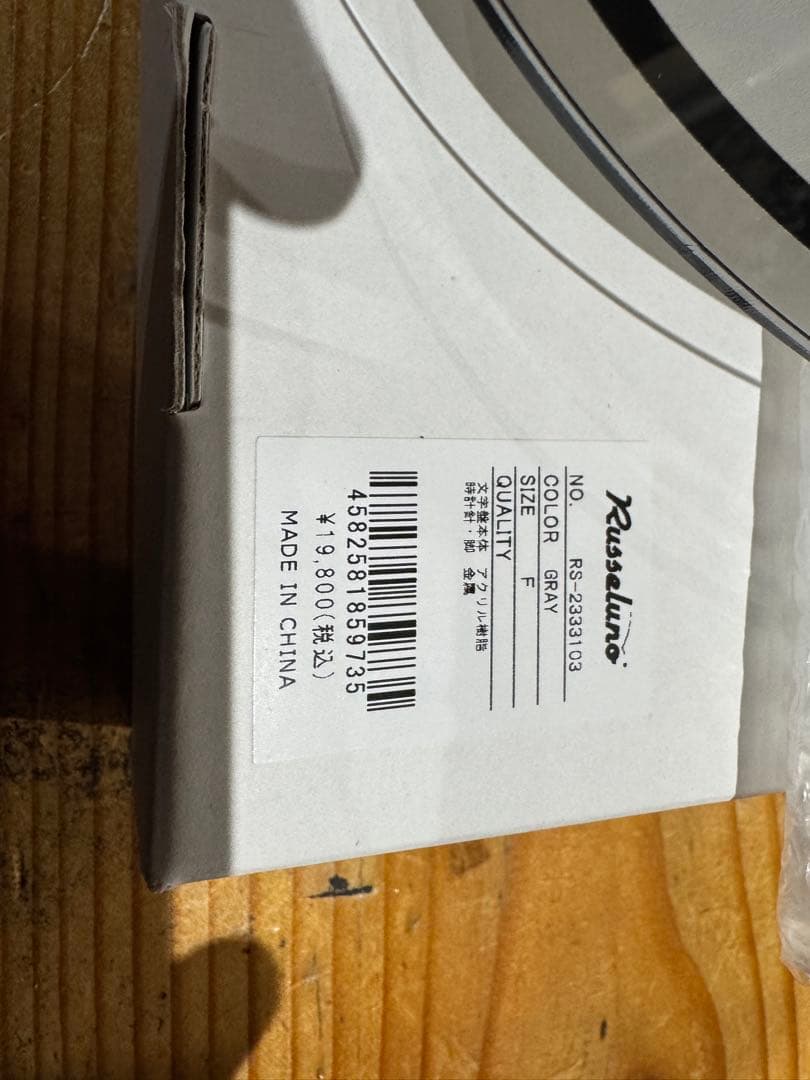 Russeluno
NO. RS-2333103
COLOR GRAY
SIZE F
QUALITY
文字盤本体 アクリル樹脂
時計針・脚 金属
4582581859735
¥19,800(税込)
MADE IN CHINA